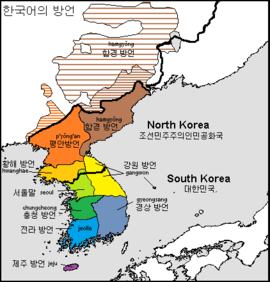 한국어의 방언
hamgyŏng
함경 방언
hamgyŏng
함경 방언
p'yŏng'an
평안방언
North Korea
조선민주주의인민공화국
황해 방언
hwanghae
강원 방언
gangwon
서울말 seoul
South Korea
대한민국.
chungcheong
충청 방언
gyeongsang
경상 방언
전라 방언 jeolla
제주 방언 jeju